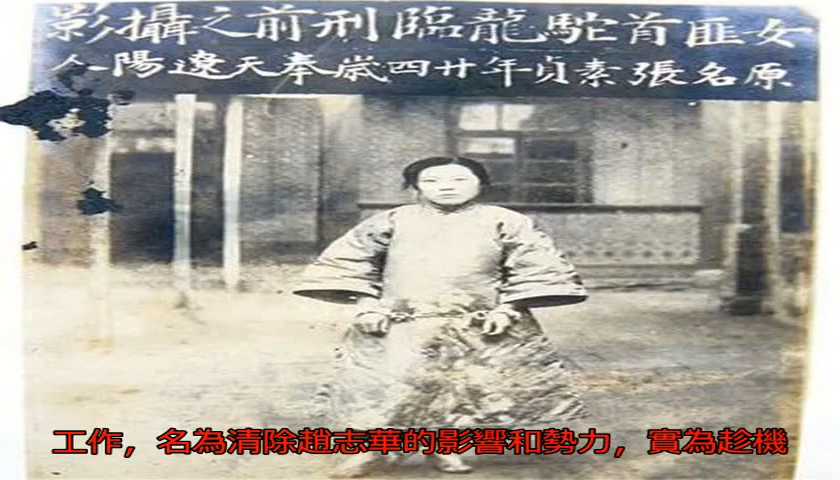 女匪首駝龍臨刑前之攝影
原名張素貞年廿四歲奉天遼陽人
工作，名為清除趙志華的影響和勢力，實為趁機